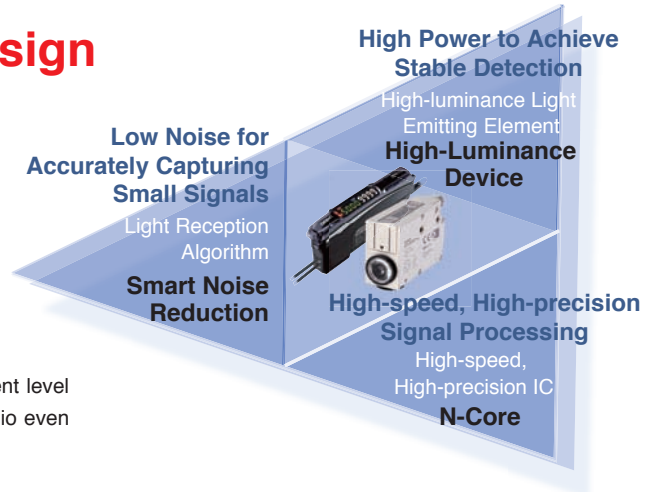 sign
High Power to Achieve
Stable Detection
High-luminance Light
Emitting Element
High-Luminance
Device
Low Noise for
Accurately Capturing
Small Signals
Light Reception
Algorithm
Smart Noise
Reduction
High-speed, High-precision
Signal Processing
High-speed,
High-precision IC
N-Core
ent level
io even